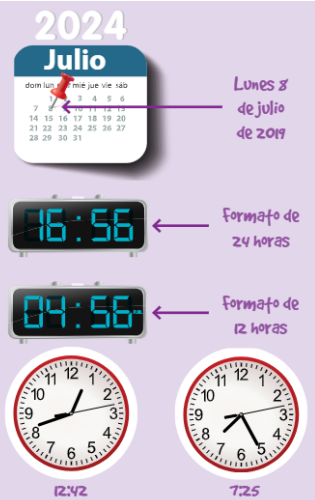 2024
Julio
dom lun mar mié jue vie sáb
1 2 3 4 5 6
7 8 9 10 11 12 13
14 15 16 17 18 19 20
21 22 23 24 25 26 27
28 29 30 31
Lunes 8
de julio
de 2019
16:56
Formato de
24 horas
04:56
Formato de
12 horas
12 1 2 3 4 5 6 7 8 9 10 11
12:42
12 1 2 3 4 5 6 7 8 9 10 11
7:25